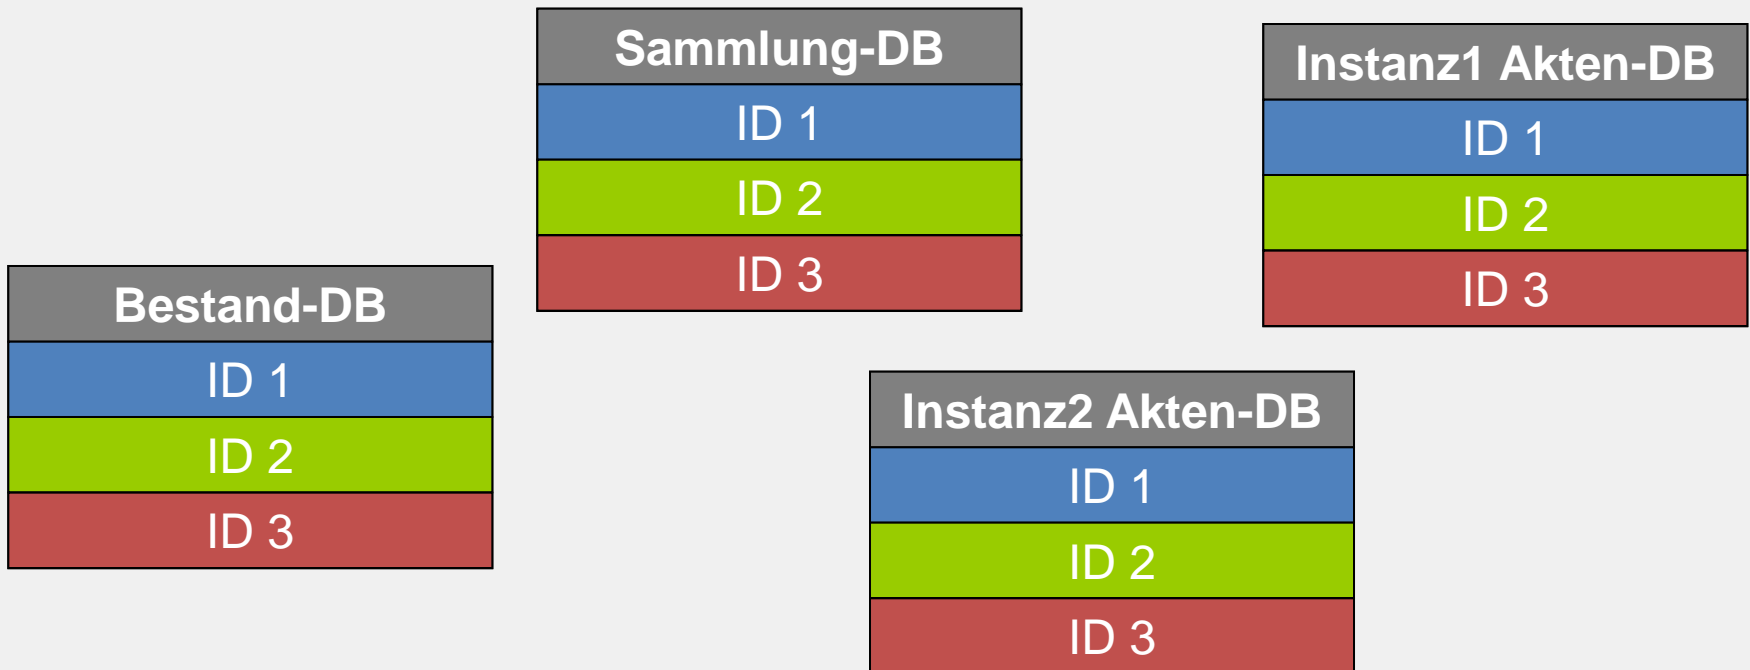 Sammlung-DB
ID 1
ID 2
ID 3
Instanz1 Akten-DB
ID 1
ID 2
ID 3
Bestand-DB
ID 1
ID 2
ID 3
Instanz2 Akten-DB
ID 1
ID 2
ID 3